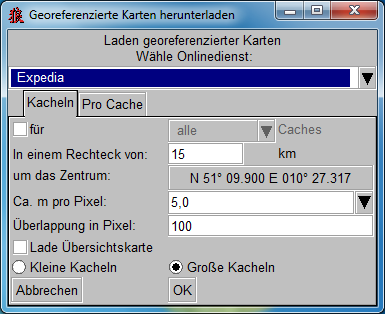 Georeferenzierte Karten herunterladen
Laden georeferenzierter Karten
Wähle Onlinedienst:
Expedia
Kacheln Pro Cache
für alle Caches
In einem Rechteck von: 15 km
um das Zentrum: N 51° 09.900 E 010° 27.317
Ca. m pro Pixel: 5,0
Überlappung in Pixel: 100
Lade Übersichtskarte
Kleine Kacheln Große Kacheln
Abbrechen OK